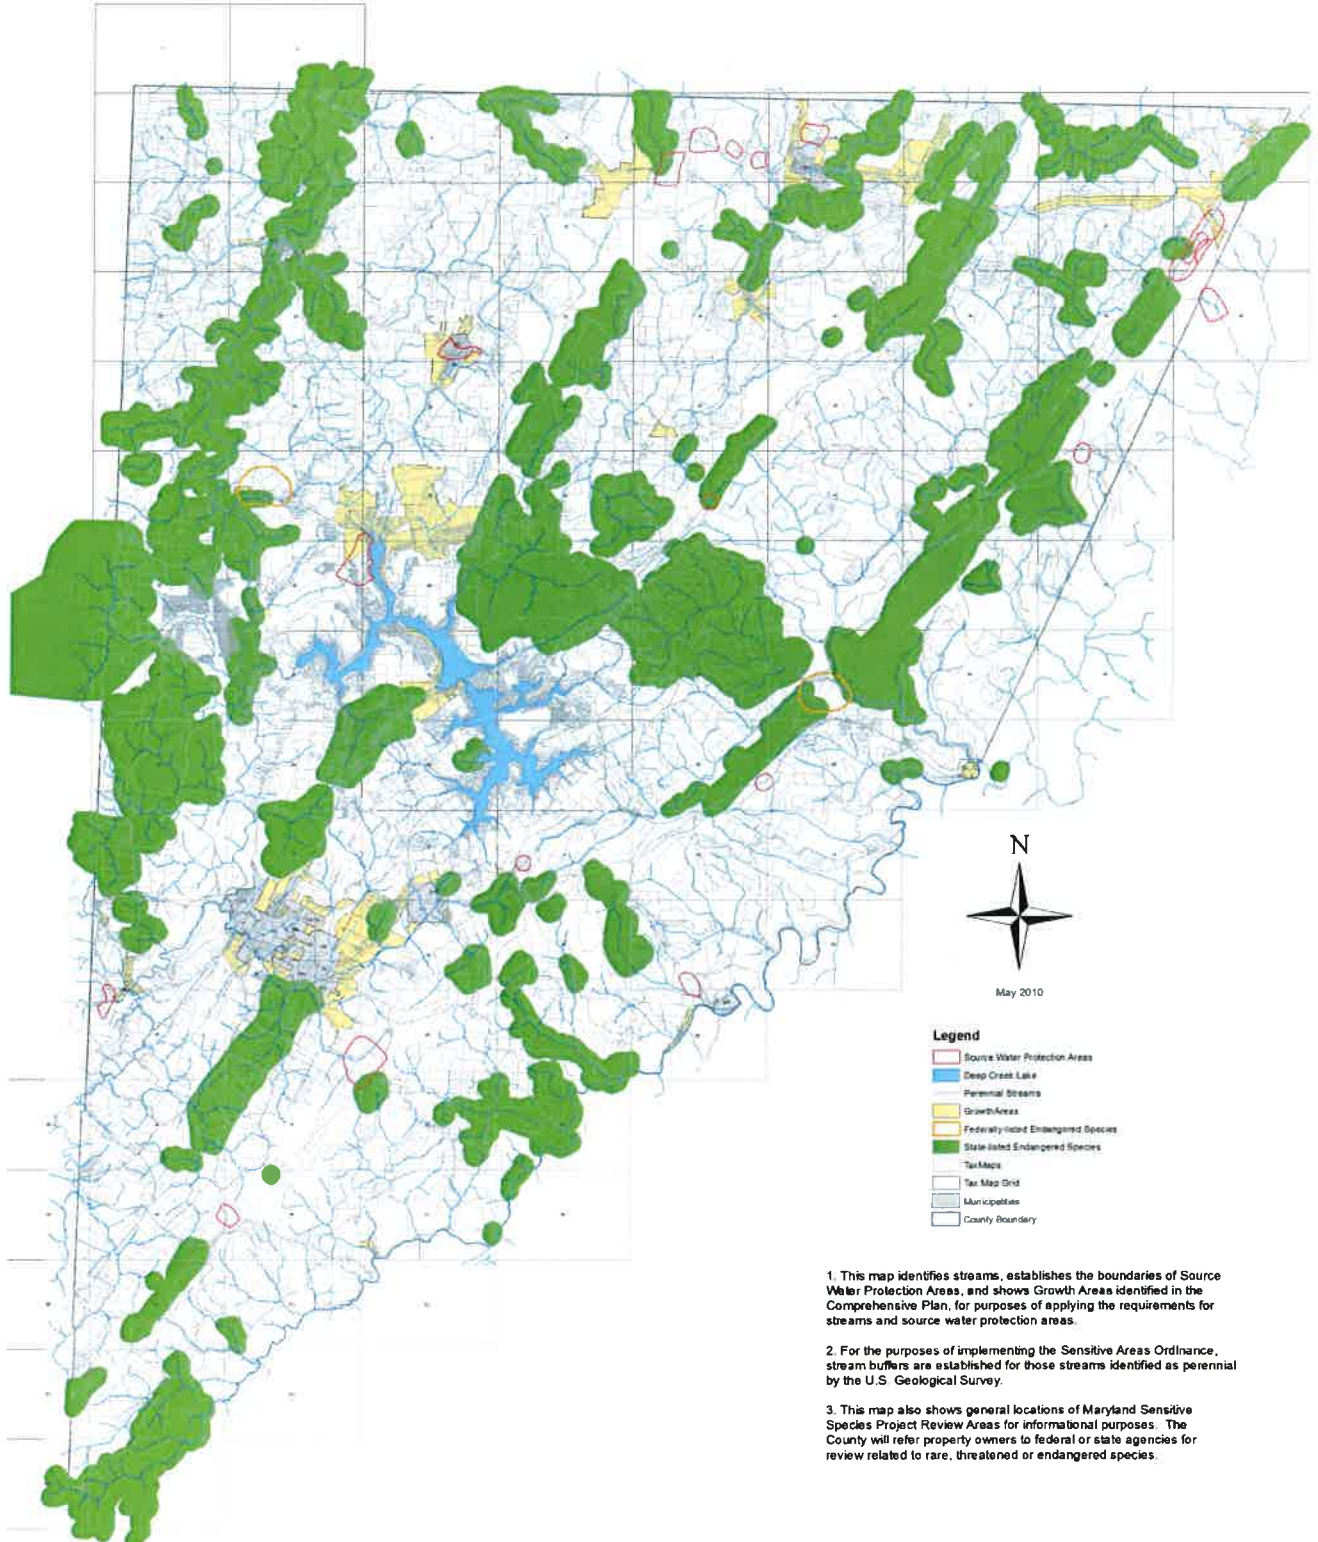 N
May 2010
Legend
Source Water Protection Areas
Deep Creek Lake
Perennial Streams
GrowthAreas
Federally-listed Endangered Species
State-listed Endangered Species
TaxMaps
Tax Map Grid
Municipalities
County Boundary
1. This map identifies streams, establishes the boundaries of Source
Water Protection Areas, and shows Growth Areas identified in the
Comprehensive Plan, for purposes of applying the requirements for
streams and source water protection areas.
2. For the purposes of implementing the Sensitive Areas Ordinance,
stream buffers are established for those streams identified as perennial
by the U.S. Geological Survey.
3. This map also shows general locations of Maryland Sensitive
Species Project Review Areas for informational purposes. The
County will refer property owners to federal or state agencies for
review related to rare, threatened or endangered species.